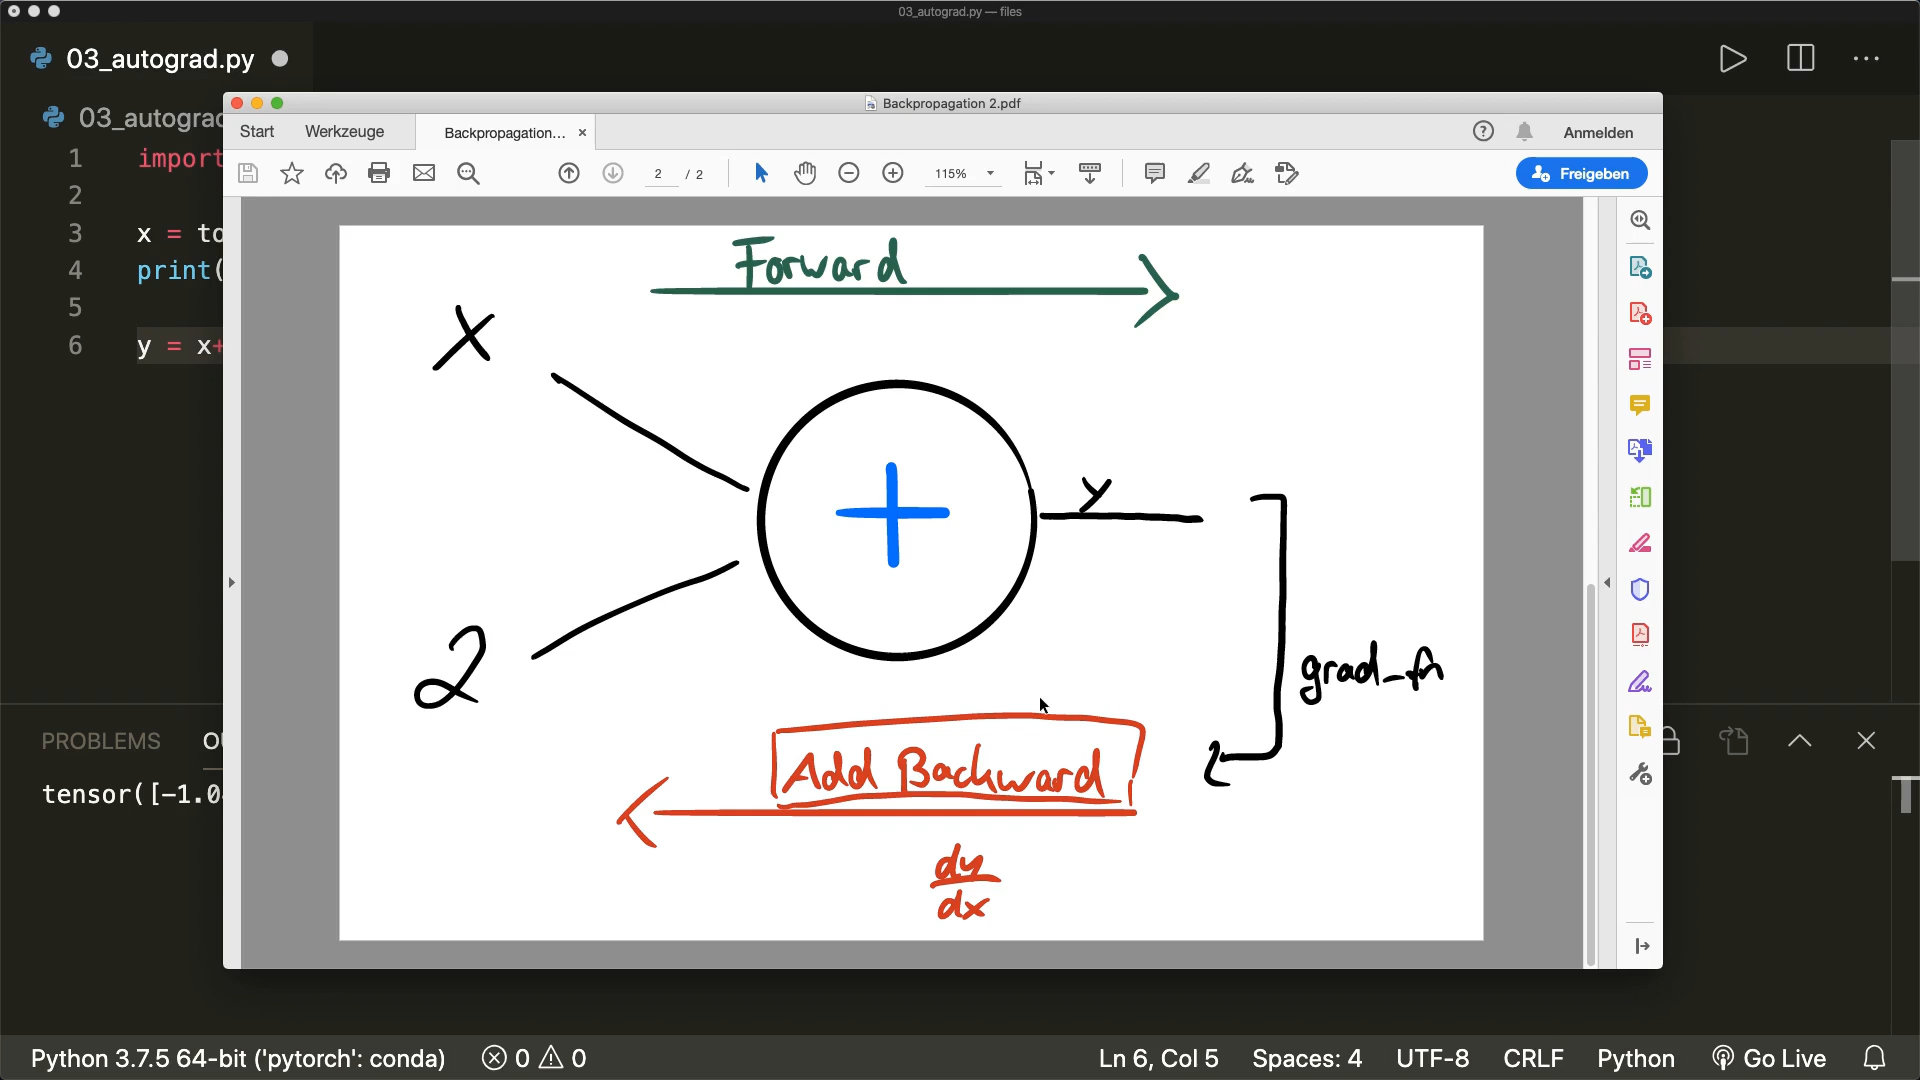 03_autograd.py — files
03_autograd.py
03_autograd
Backpropagation 2.pdf
Start Werkzeuge Backpropagation... × Anmelden
2 / 2 115% Freigeben
1 import
2
3 x = to
4 print(
5
6 y = x+
Forward
x
+
y
2
grad_fn
Add Backward
dy
dx
PROBLEMS OU
tensor([-1.0
Python 3.7.5 64-bit ('pytorch': conda) 0 0 Ln 6, Col 5 Spaces: 4 UTF-8 CRLF Python Go Live